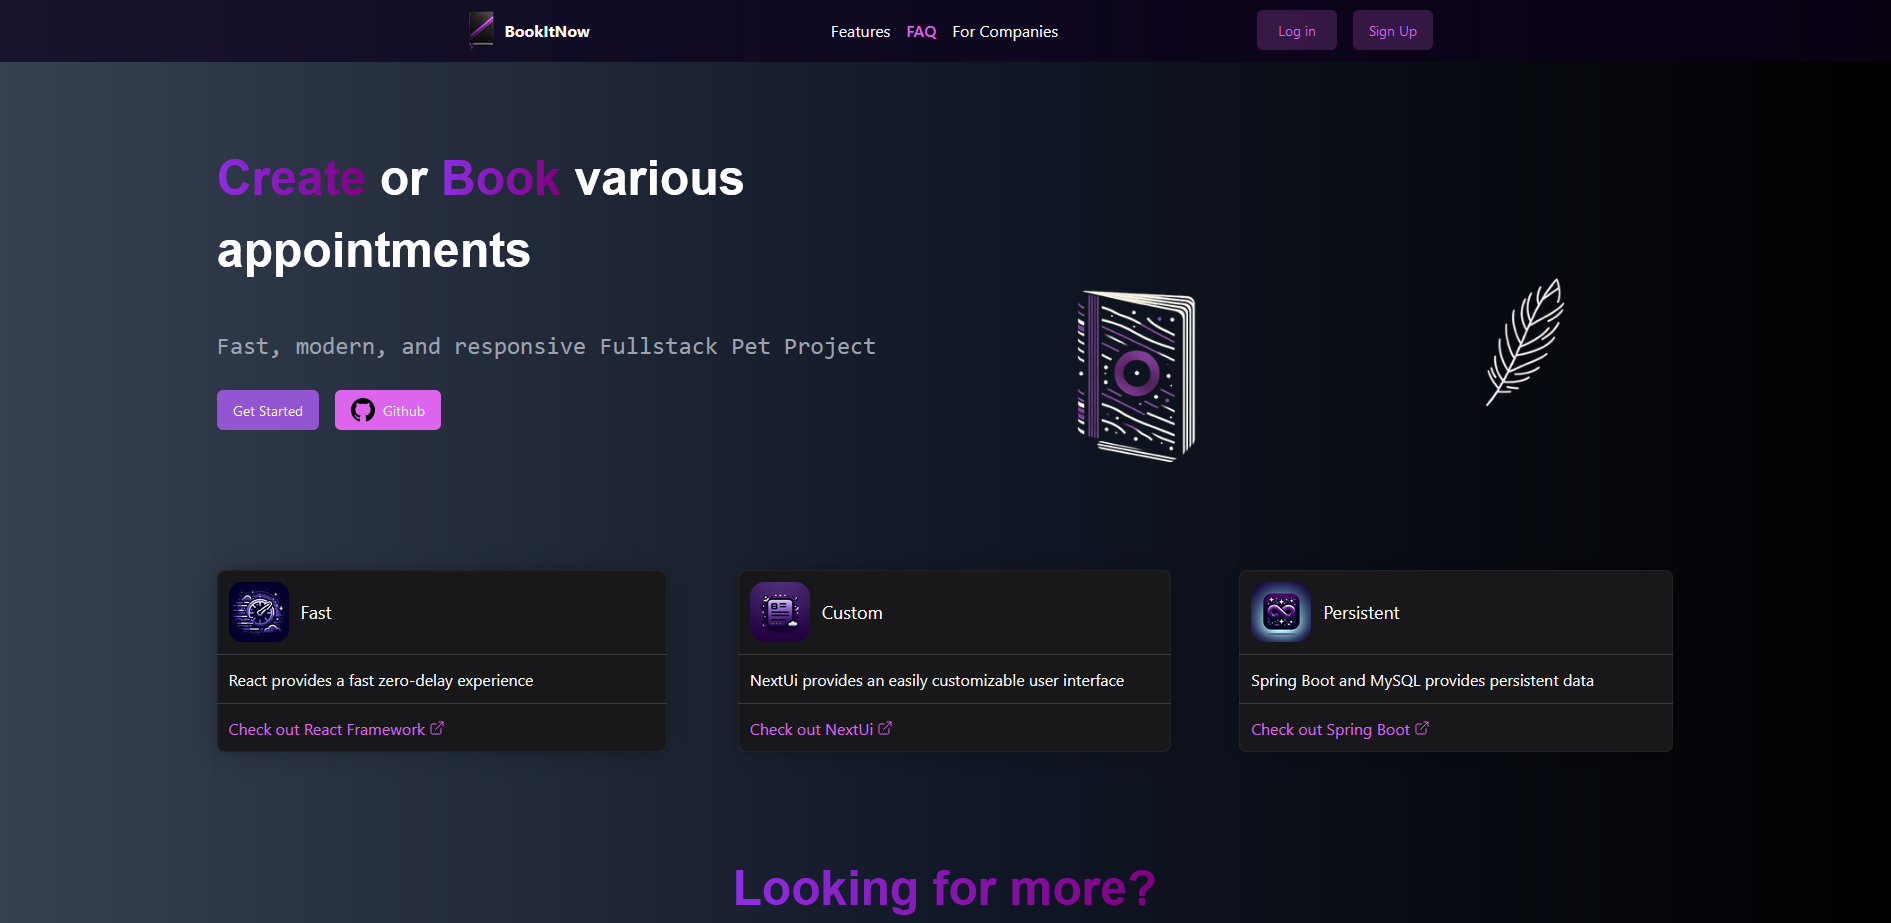 BookItNow
Features FAQ For Companies
Log in Sign Up
Create or Book various
appointments
Fast, modern, and responsive Fullstack Pet Project
Get Started Github
Fast
React provides a fast zero-delay experience
Check out React Framework
Custom
NextUi provides an easily customizable user interface
Check out NextUi
Persistent
Spring Boot and MySQL provides persistent data
Check out Spring Boot
Looking for more?